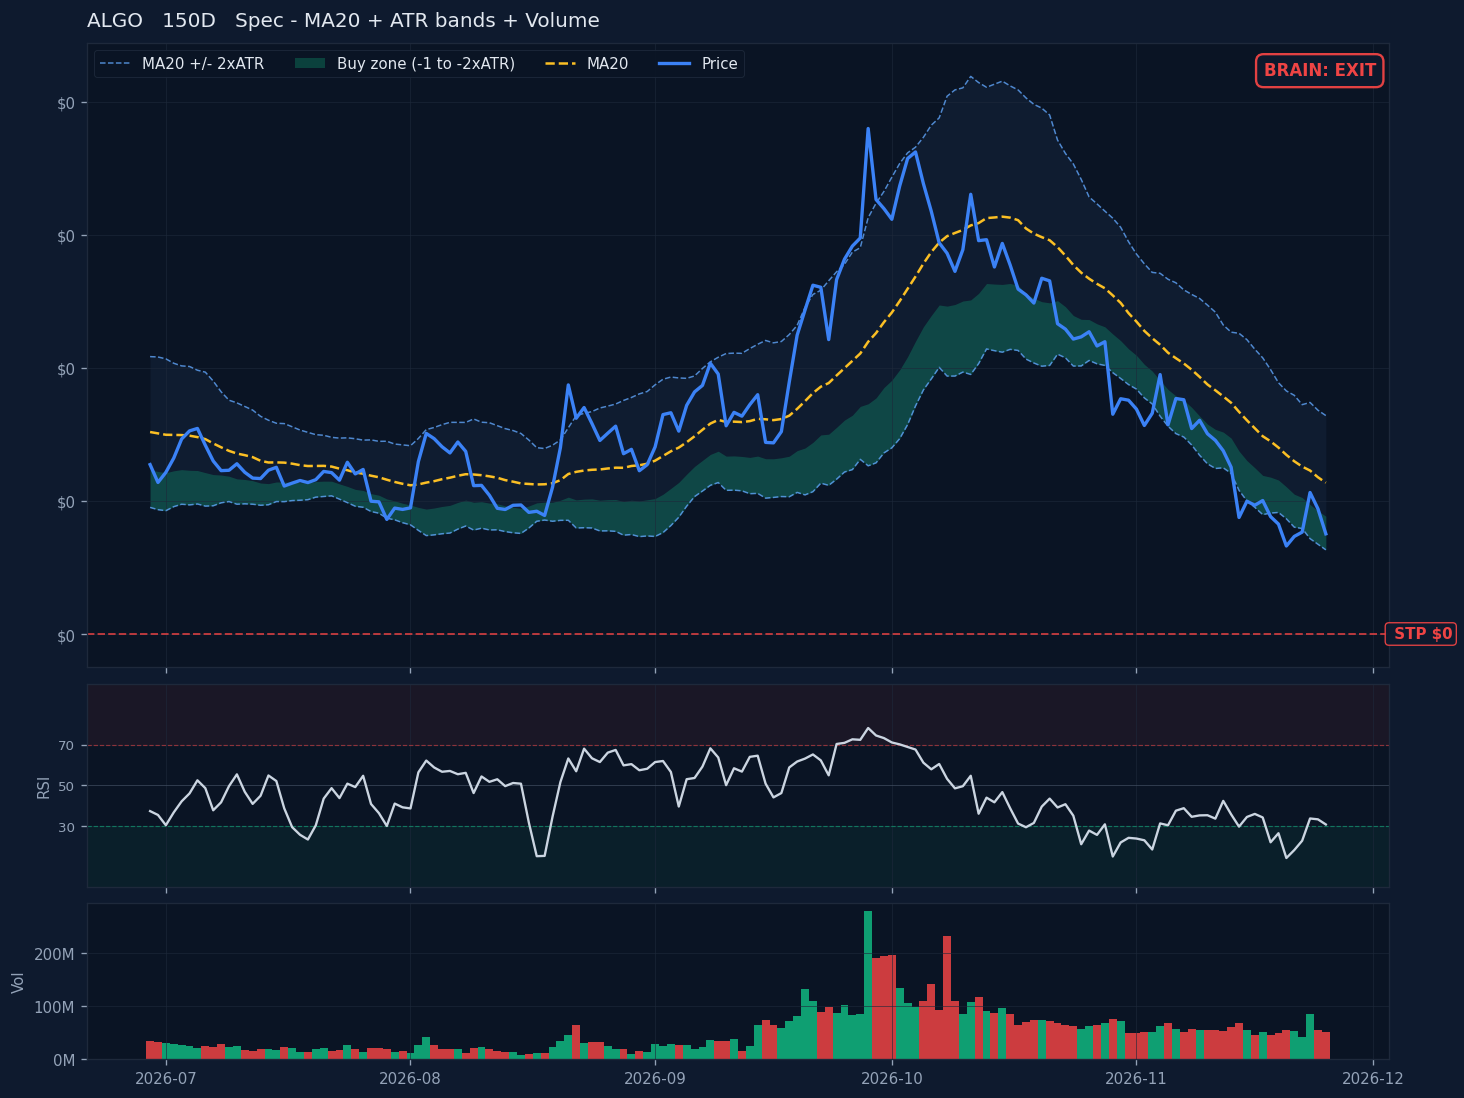 ALGO   150D   Spec - MA20 + ATR bands + Volume
MA20 +/- 2xATR
Buy zone (-1 to -2xATR)
MA20
Price
BRAIN: EXIT
$0
$0
$0
$0
$0
STP $0
70
50
30
RSI
200M
100M
0M
Vol
2026-07
2026-08
2026-09
2026-10
2026-11
2026-12